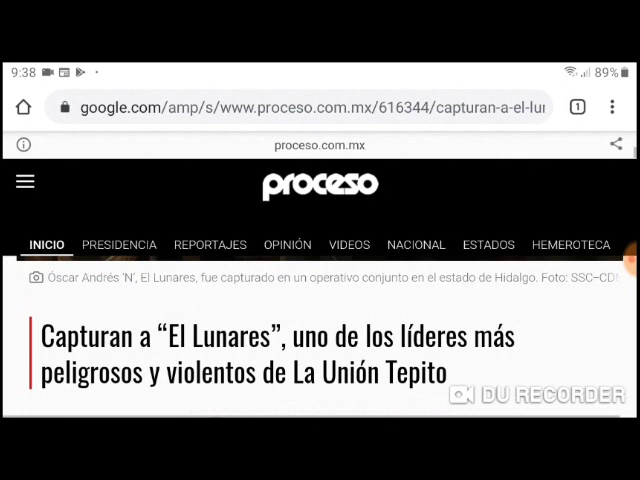 9:38 89%
google.com/amp/s/www.proceso.com.mx/616344/capturan-a-el-lur 1
proceso.com.mx
proceso
INICIO PRESIDENCIA REPORTAJES OPINIÓN VIDEOS NACIONAL ESTADOS HEMEROTECA
Óscar Andrés 'N', El Lunares, fue capturado en un operativo conjunto en el estado de Hidalgo. Foto: SSC-CDM
Capturan a “El Lunares”, uno de los líderes más
peligrosos y violentos de La Unión Tepito
DU RECORDER